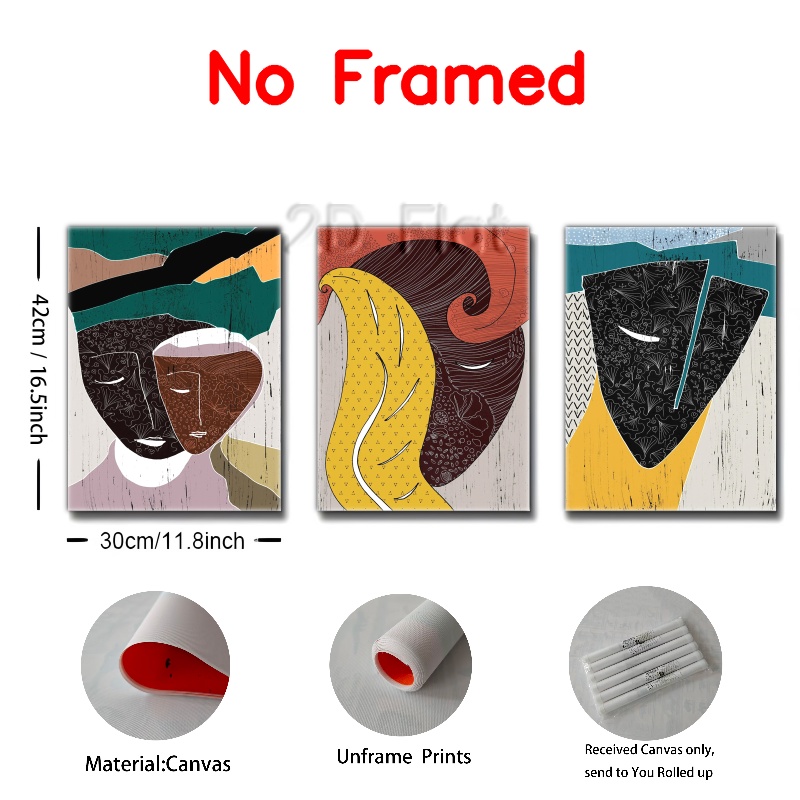 No Framed
2D Flat
42cm / 16.5inch
30cm/11.8inch
Material:Canvas
Unframe Prints
Received Canvas only,
send to You Rolled up